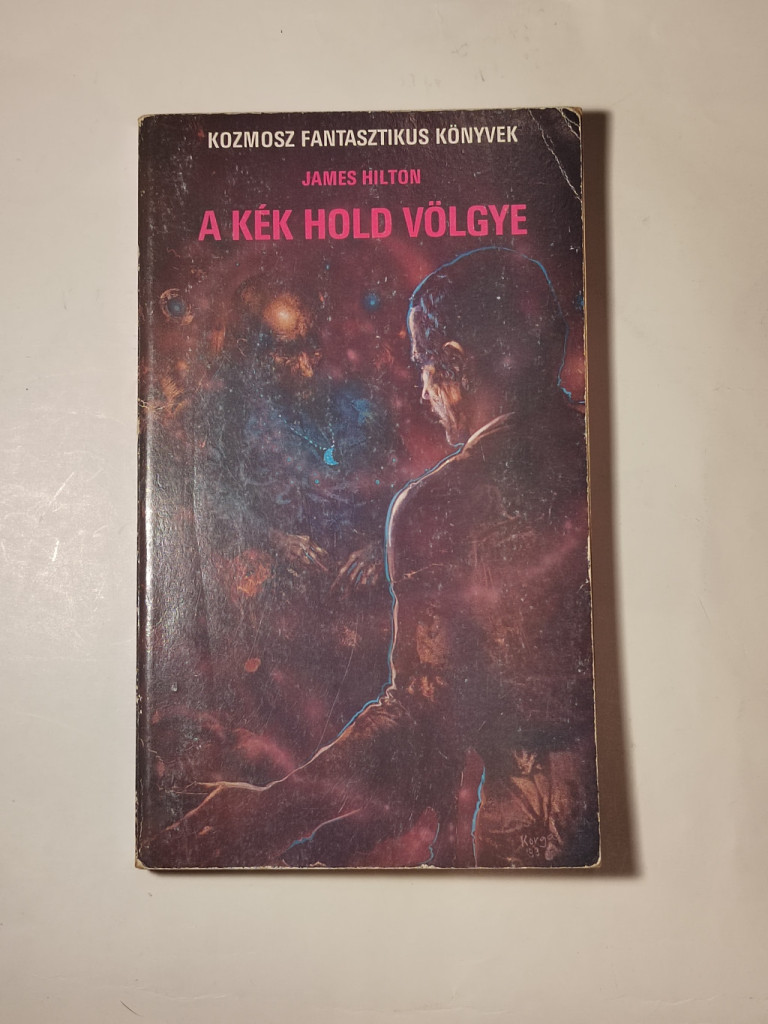 KOZMOSZ FANTASZTIKUS KÖNYVEK
JAMES HILTON
A KÉK HOLD VÖLGYE